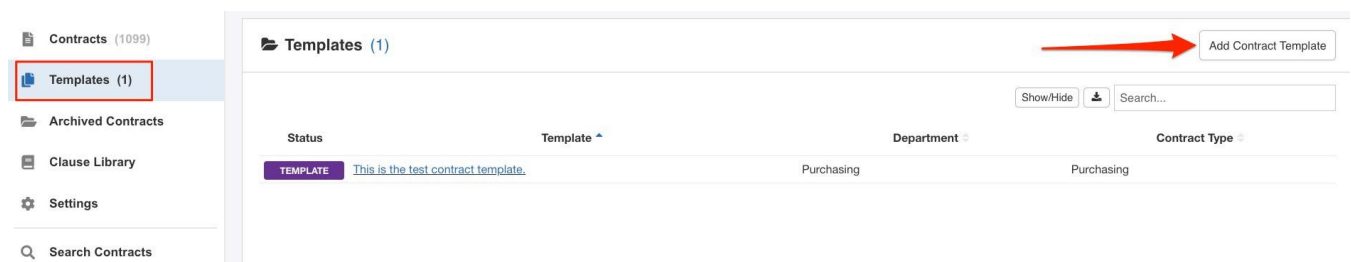 Contracts (1099)
Templates (1)
Archived Contracts
Clause Library
Settings
Search Contracts
Templates (1)
Add Contract Template
Show/Hide
Search...
Status Template Department Contract Type
TEMPLATE This is the test contract template. Purchasing Purchasing